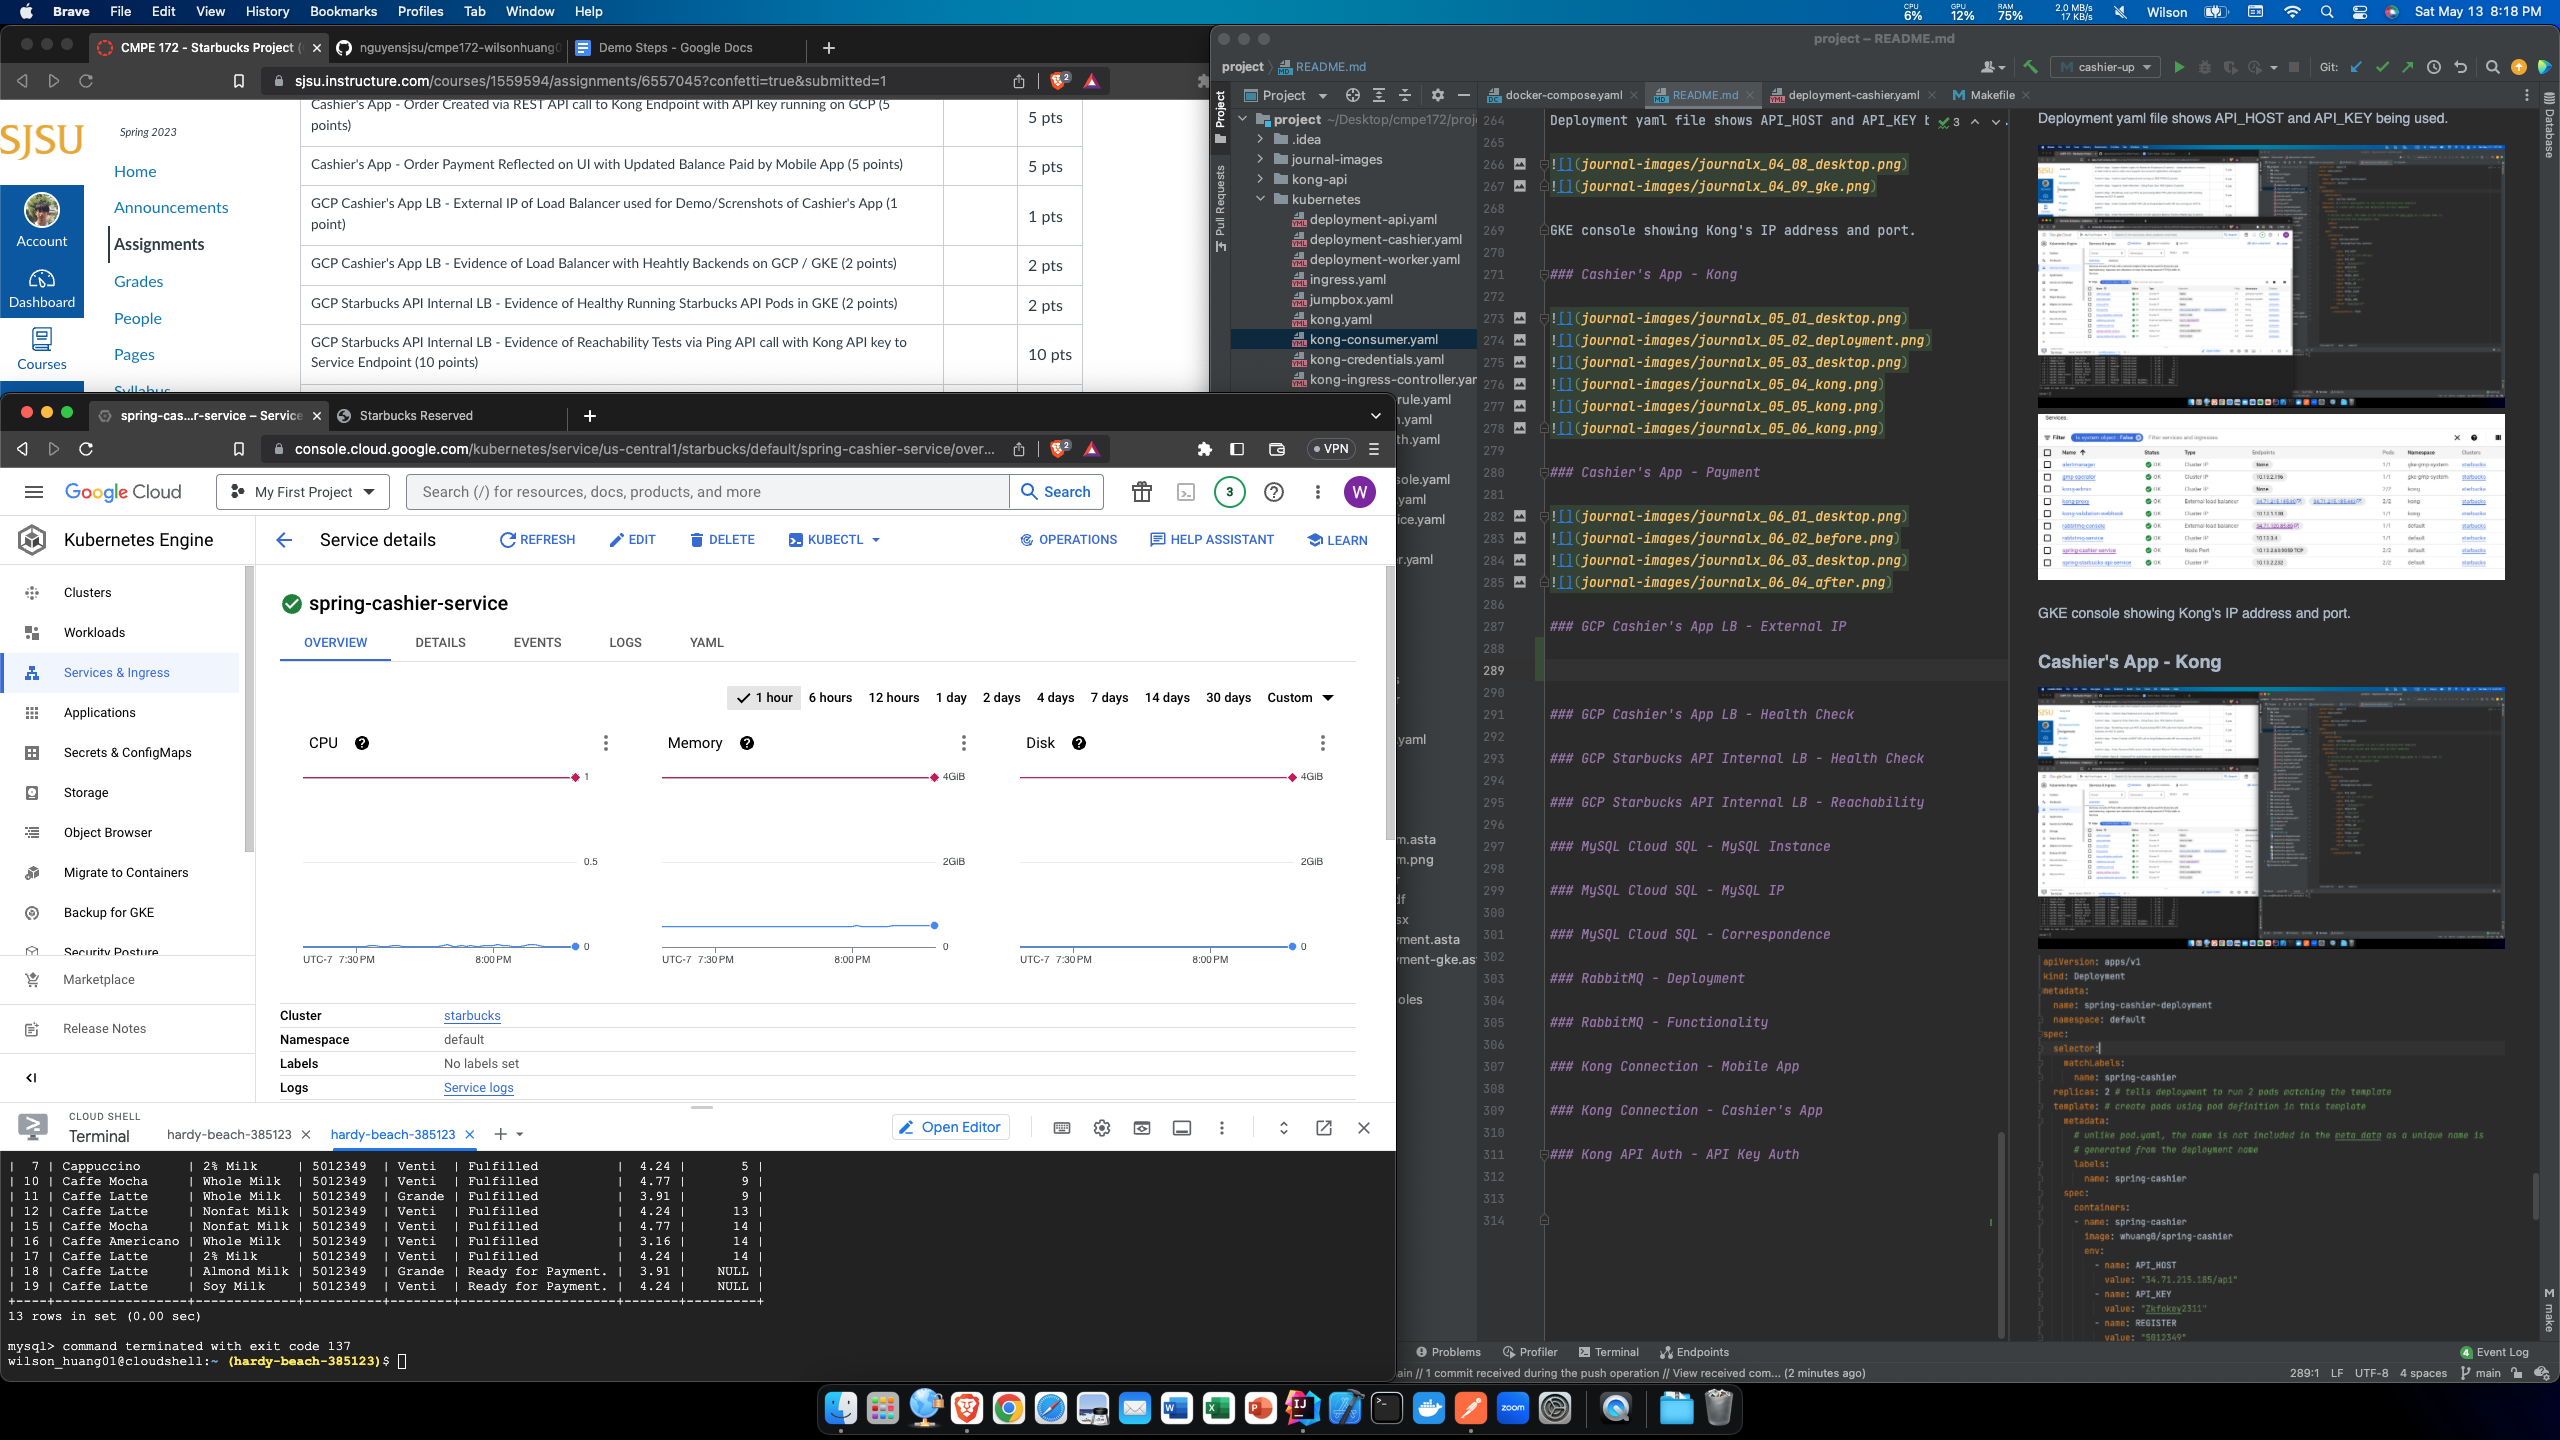 Brave File Edit View History Bookmarks Profiles Tab Window Help
CPU 6% GPU 12% RAM 75% 2.0 MB/s 17 KB/s Wilson Sat May 13 8:18 PM
CMPE 172 - Starbucks Project (
nguyensjsu/cmpe172-wilsonhuang0
Demo Steps - Google Docs
sjsu.instructure.com/courses/1559594/assignments/6557045?confetti=true&submitted=1
SJSU
Account
Dashboard
Courses
Spring 2023
Home
Announcements
Assignments
Grades
People
Pages
Syllabus
Cashier's App - Order Created via REST API call to Kong Endpoint with API key running on GCP (5
points)
5 pts
Cashier's App - Order Payment Reflected on UI with Updated Balance Paid by Mobile App (5 points)
5 pts
GCP Cashier's App LB - External IP of Load Balancer used for Demo/Screnshots of Cashier's App (1
point)
1 pts
GCP Cashier's App LB - Evidence of Load Balancer with Heahtly Backends on GCP / GKE (2 points)
2 pts
GCP Starbucks API Internal LB - Evidence of Healthy Running Starbucks API Pods in GKE (2 points)
2 pts
GCP Starbucks API Internal LB - Evidence of Reachability Tests via Ping API call with Kong API key to
Service Endpoint (10 points)
10 pts
spring-cas...r-service – Service
Starbucks Reserved
console.cloud.google.com/kubernetes/service/us-central1/starbucks/default/spring-cashier-service/over...
VPN
Google Cloud
My First Project
Search (/) for resources, docs, products, and more
Search
3
W
Kubernetes Engine
Service details
REFRESH
EDIT
DELETE
KUBECTL
OPERATIONS
HELP ASSISTANT
LEARN
Clusters
Workloads
Services & Ingress
Applications
Secrets & ConfigMaps
Storage
Object Browser
Migrate to Containers
Backup for GKE
Security Posture
Marketplace
Release Notes
spring-cashier-service
OVERVIEW DETAILS EVENTS LOGS YAML
1 hour 6 hours 12 hours 1 day 2 days 4 days 7 days 14 days 30 days Custom
CPU
1
0.5
0
UTC-7 7:30 PM 8:00 PM
Memory
4GiB
2GiB
0
UTC-7 7:30 PM 8:00 PM
Disk
4GiB
2GiB
0
UTC-7 7:30 PM 8:00 PM
Cluster starbucks
Namespace default
Labels No labels set
Logs Service logs
CLOUD SHELL
Terminal
hardy-beach-385123
hardy-beach-385123
Open Editor
| 7 | Cappuccino | 2% Milk | 5012349 | Venti | Fulfilled | 4.24 | 5 |
| 10 | Caffe Mocha | Whole Milk | 5012349 | Venti | Fulfilled | 4.77 | 9 |
| 11 | Caffe Latte | Whole Milk | 5012349 | Grande | Fulfilled | 3.91 | 9 |
| 12 | Caffe Latte | Nonfat Milk | 5012349 | Venti | Fulfilled | 4.24 | 13 |
| 15 | Caffe Mocha | Nonfat Milk | 5012349 | Venti | Fulfilled | 4.77 | 14 |
| 16 | Caffe Americano | Whole Milk | 5012349 | Venti | Fulfilled | 3.16 | 14 |
| 17 | Caffe Latte | 2% Milk | 5012349 | Venti | Fulfilled | 4.24 | 14 |
| 18 | Caffe Latte | Almond Milk | 5012349 | Grande | Ready for Payment. | 3.91 | NULL |
| 19 | Caffe Latte | Soy Milk | 5012349 | Venti | Ready for Payment. | 4.24 | NULL |
13 rows in set (0.00 sec)
mysql> command terminated with exit code 137
wilson_huang01@cloudshell:~ (hardy-beach-385123)$
project – README.md
project README.md
cashier-up
Git:
Project
docker-compose.yaml
README.md
deployment-cashier.yaml
Makefile
Project
Pull Requests
project ~/Desktop/cmpe172/proj
.idea
journal-images
kong-api
kubernetes
deployment-api.yaml
deployment-cashier.yaml
deployment-worker.yaml
ingress.yaml
jumpbox.yaml
kong.yaml
kong-consumer.yaml
kong-credentials.yaml
kong-ingress-controller.yam
264 Deployment yaml file shows API_HOST and API_KEY b
3
265
266 ![](journal-images/journalx_04_08_desktop.png)
267 ![](journal-images/journalx_04_09_gke.png)
268
269 GKE console showing Kong's IP address and port.
270
271 ### Cashier's App - Kong
272
273 ![](journal-images/journalx_05_01_desktop.png)
274 ![](journal-images/journalx_05_02_deployment.png)
275 ![](journal-images/journalx_05_03_desktop.png)
276 ![](journal-images/journalx_05_04_kong.png)
277 ![](journal-images/journalx_05_05_kong.png)
278 ![](journal-images/journalx_05_06_kong.png)
279
280 ### Cashier's App - Payment
281
282 ![](journal-images/journalx_06_01_desktop.png)
283 ![](journal-images/journalx_06_02_before.png)
284 ![](journal-images/journalx_06_03_desktop.png)
285 ![](journal-images/journalx_06_04_after.png)
286
287 ### GCP Cashier's App LB - External IP
288
289
290
291 ### GCP Cashier's App LB - Health Check
292
293 ### GCP Starbucks API Internal LB - Health Check
294
295 ### GCP Starbucks API Internal LB - Reachability
296
297 ### MySQL Cloud SQL - MySQL Instance
298
299 ### MySQL Cloud SQL - MySQL IP
300
301 ### MySQL Cloud SQL - Correspondence
302
303 ### RabbitMQ - Deployment
304
305 ### RabbitMQ - Functionality
306
307 ### Kong Connection - Mobile App
308
309 ### Kong Connection - Cashier's App
310
311 ### Kong API Auth - API Key Auth
312
313
314
Deployment yaml file shows API_HOST and API_KEY being used.
GKE console showing Kong's IP address and port.
Cashier's App - Kong
apiVersion: apps/v1
kind: Deployment
metadata:
name: spring-cashier-deployment
namespace: default
spec:
selector:
matchLabels:
name: spring-cashier
replicas: 2 # tells deployment to run 2 pods matching the template
template: # create pods using pod definition in this template
metadata:
# unlike pod.yaml, the name is not included in the meta data as a unique name is
# generated from the deployment name
labels:
name: spring-cashier
spec:
containers:
- name: spring-cashier
image: whuang0/spring-cashier
env:
- name: API_HOST
value: "34.71.215.185/api"
- name: API_KEY
value: "Zkfokey2311"
- name: REGISTER
value: "5012349"
Database
make
Problems
Profiler
Terminal
Endpoints
4 Event Log
ain // 1 commit received during the push operation // View received com... (2 minutes ago)
289:1 LF UTF-8 4 spaces main
zoom